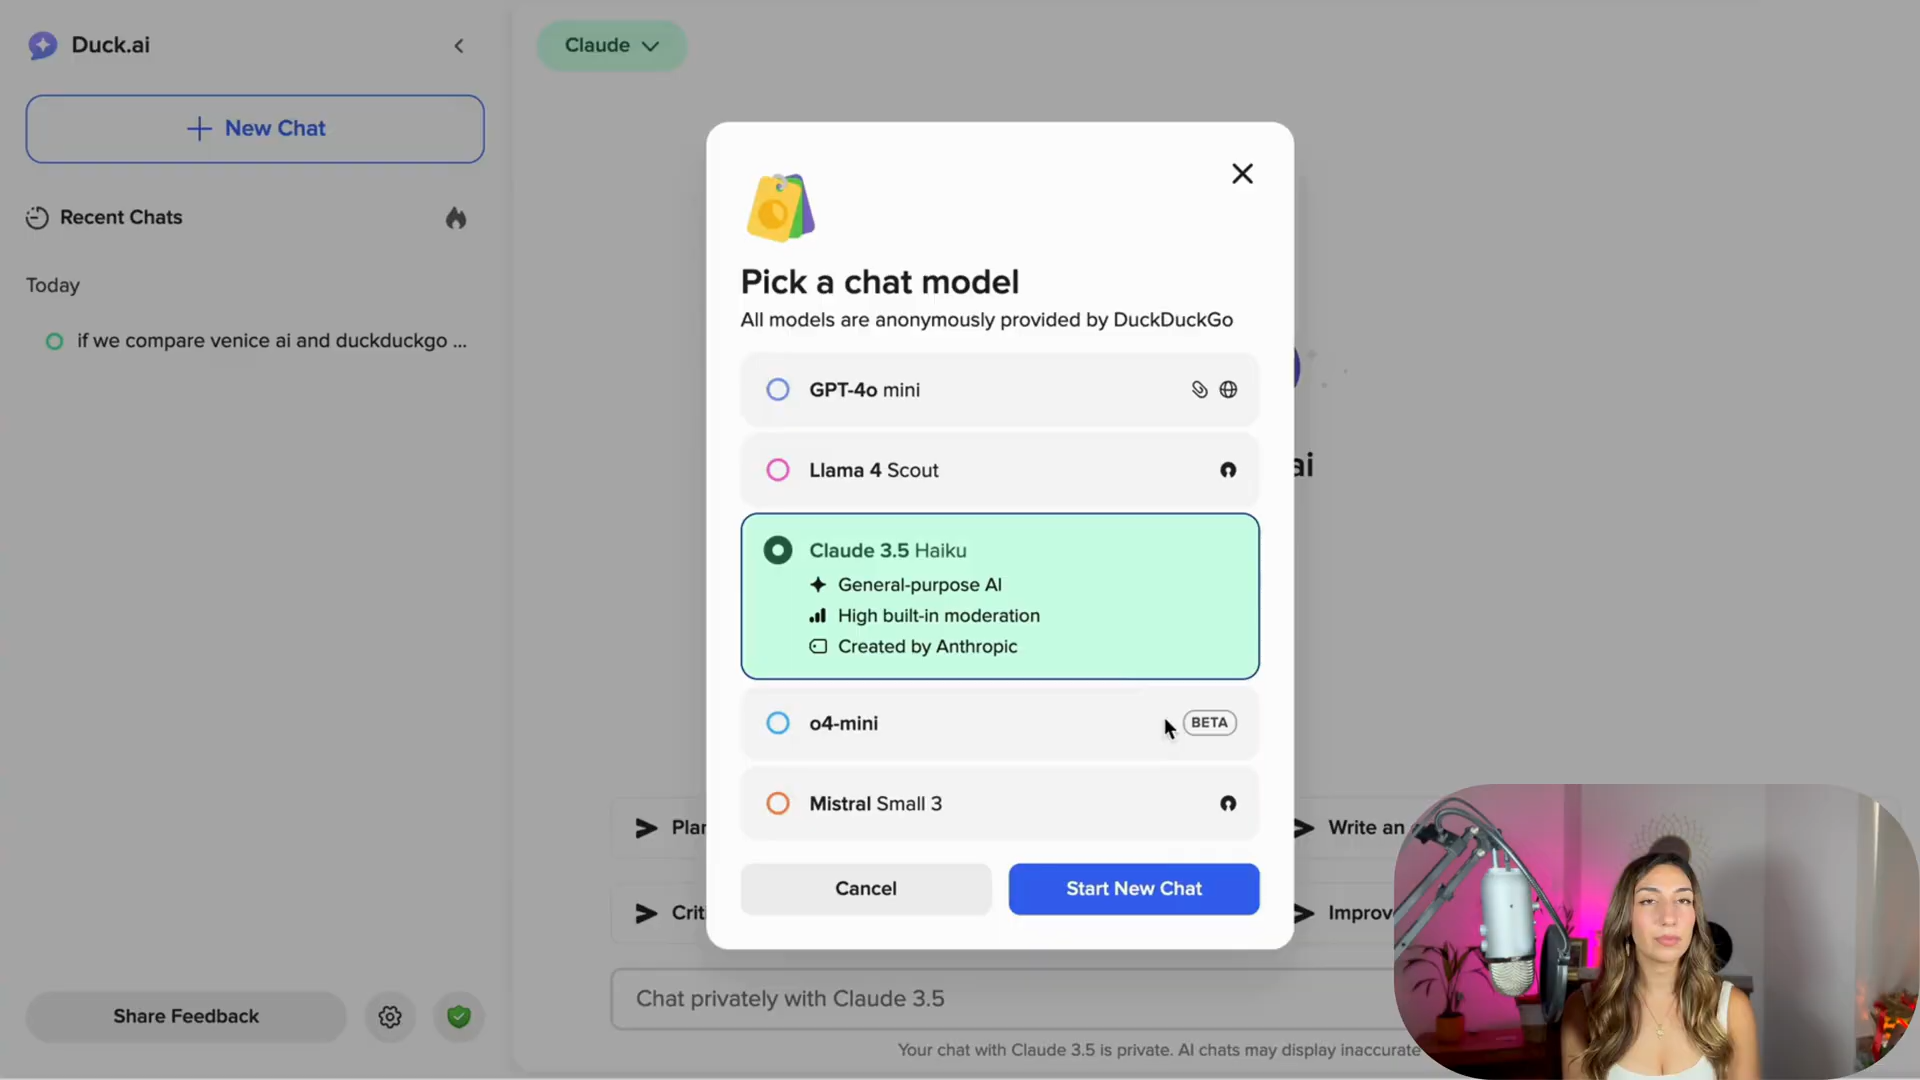 Duck.ai
New Chat
Recent Chats
Today
if we compare venice ai and duckduckgo ...
Share Feedback
Claude
Pick a chat model
All models are anonymously provided by DuckDuckGo
GPT-4o mini
Llama 4 Scout
Claude 3.5 Haiku
General-purpose AI
High built-in moderation
Created by Anthropic
o4-mini
BETA
Mistral Small 3
Cancel
Start New Chat
ai
Plan
Write an
Crit
Improv
Chat privately with Claude 3.5
Your chat with Claude 3.5 is private. AI chats may display inaccurate